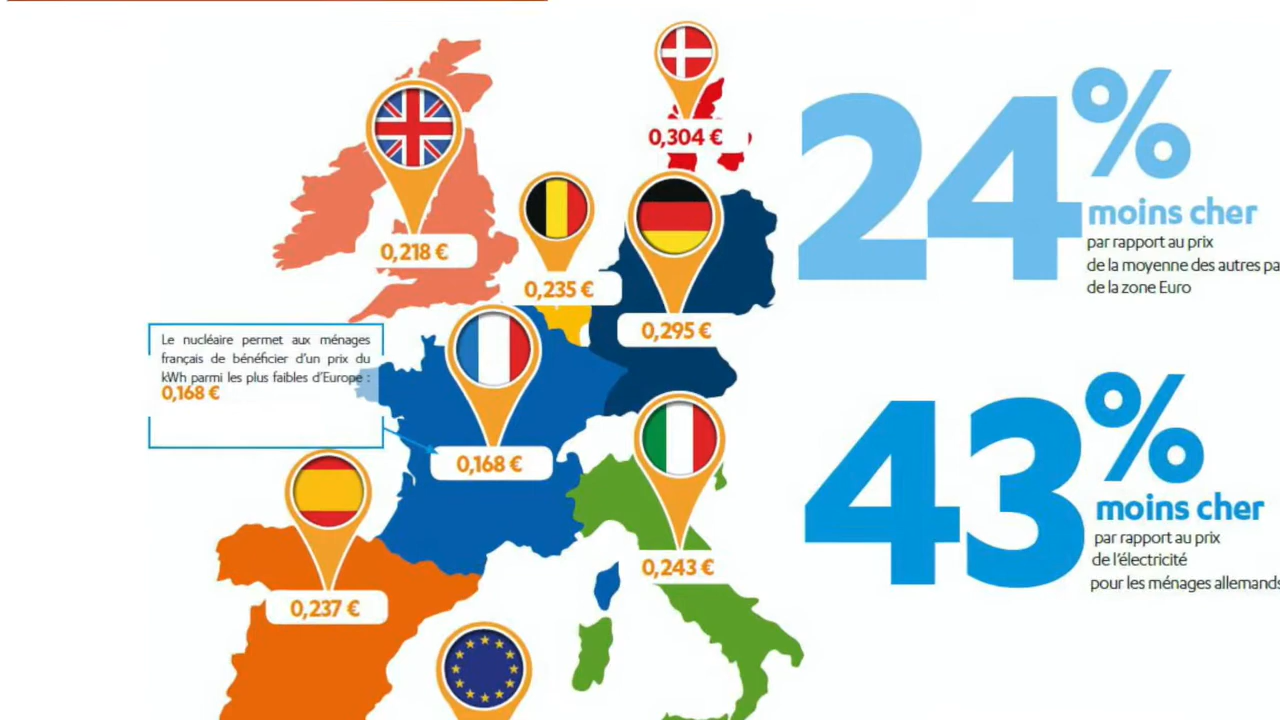 0,304 €
24%
moins cher
par rapport au prix
de la moyenne des autres
de la zone Euro
0,218 €
0,235 €
0,295 €
Le nucléaire permet aux ménages
français de bénéficier d'un prix du
kWh parmi les plus faibles d'Europe :
0,168 €
43%
moins cher
par rapport au prix
de l'électricité
pour les ménages allemands
0,168 €
0,243 €
0,237 €